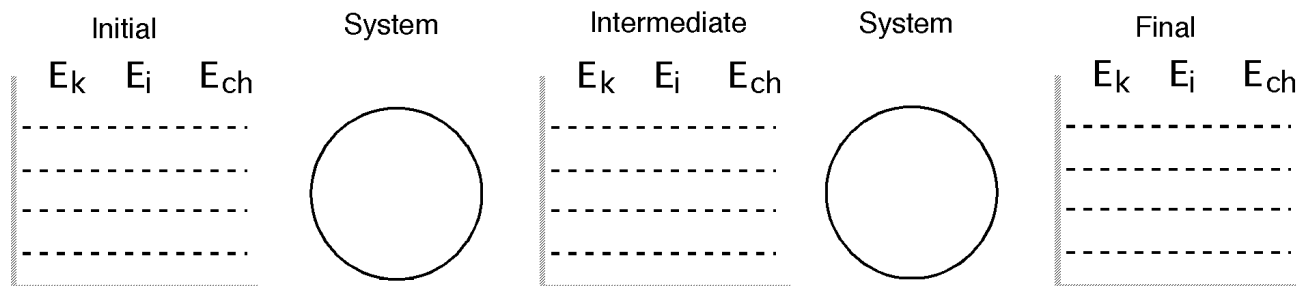 Initial System Intermediate System Final
Ek Ei Ech Ek Ei Ech Ek Ei Ech